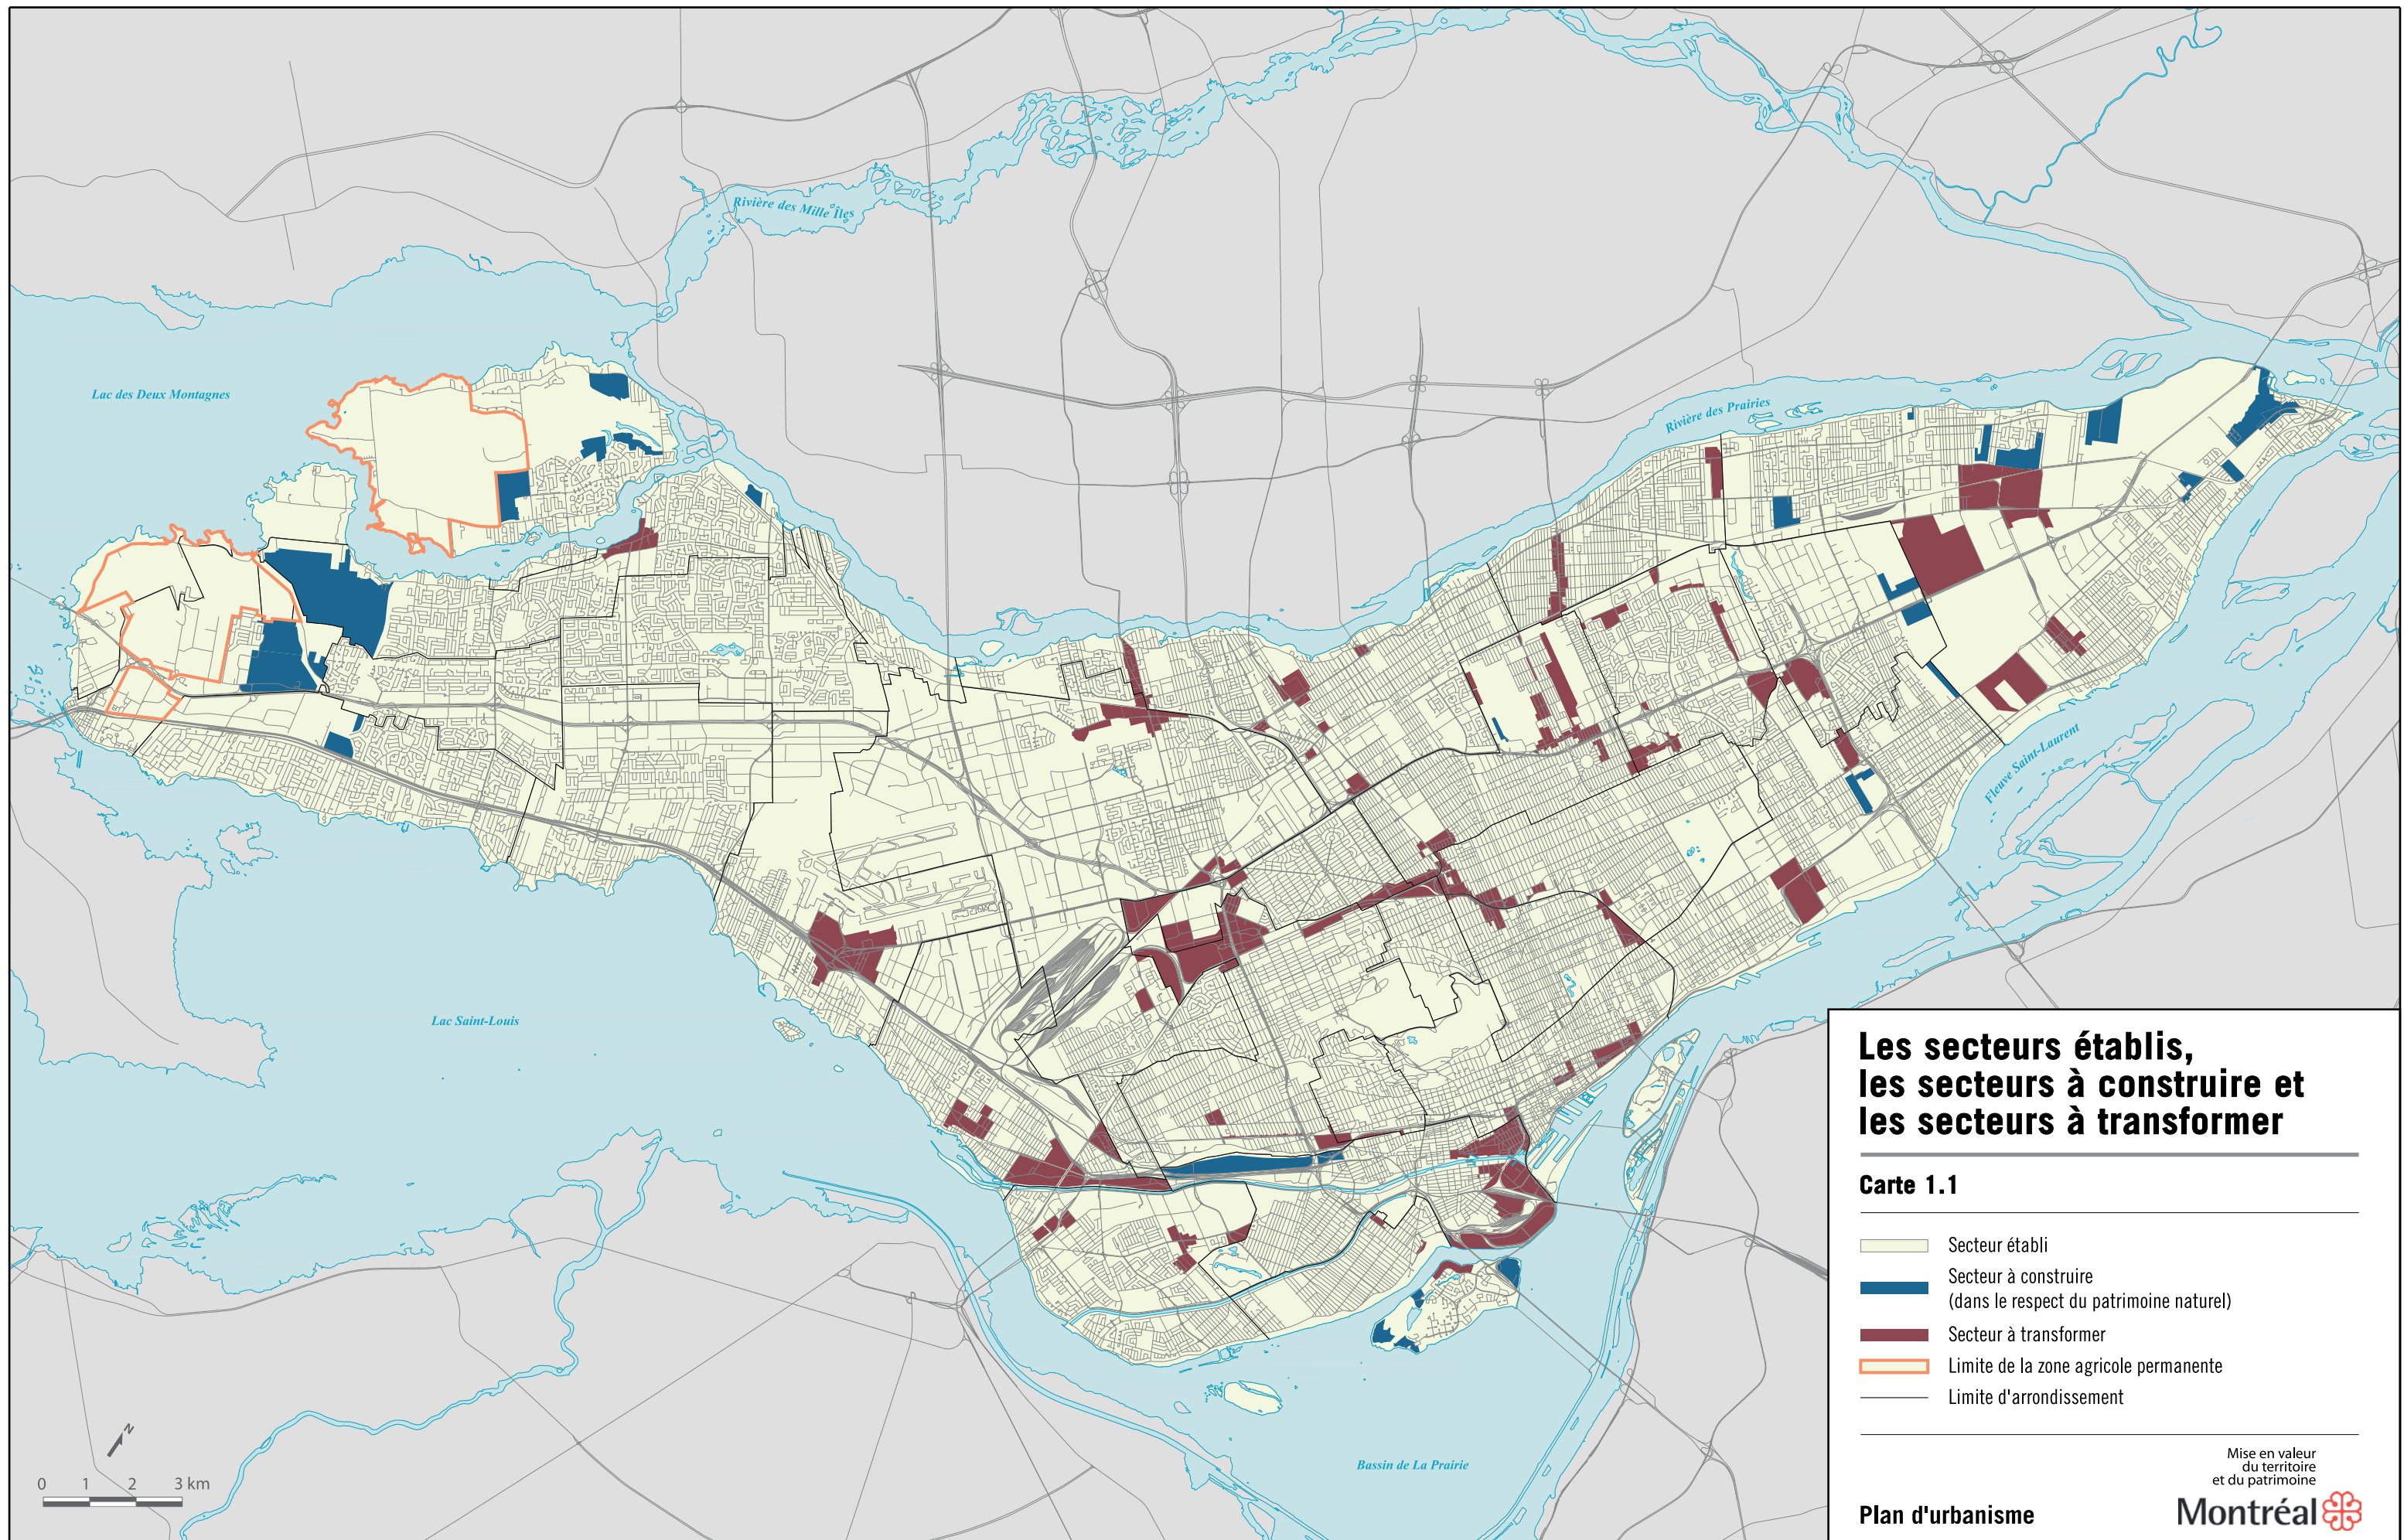 Rivière des Mille Îles
Lac des Deux Montagnes
Rivière des Prairies
Fleuve Saint-Laurent
Lac Saint-Louis
Bassin de La Prairie
N
0 1 2 3 km
Les secteurs établis,
les secteurs à construire et
les secteurs à transformer
Carte 1.1
Secteur établi
Secteur à construire
(dans le respect du patrimoine naturel)
Secteur à transformer
Limite de la zone agricole permanente
Limite d'arrondissement
Mise en valeur
du territoire
et du patrimoine
Plan d'urbanisme
Montréal